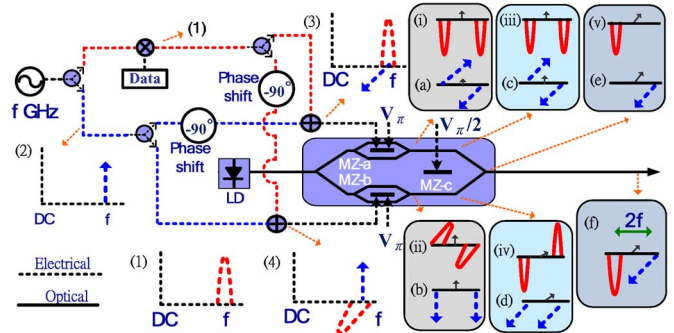 (1)
(3)
DC
f
(i)
(a)
(iii)
(c)
(v)
(e)
Data
Phase
shift
-90°
f GHz
-90°
Phase
shift
Vπ
Vπ/2
(2)
DC
f
MZ-a
MZ-b
MZ-c
LD
Vπ
(ii)
(b)
(iv)
(d)
(f)
2f
Electrical
Optical
(1)
DC
f
(4)
DC
f